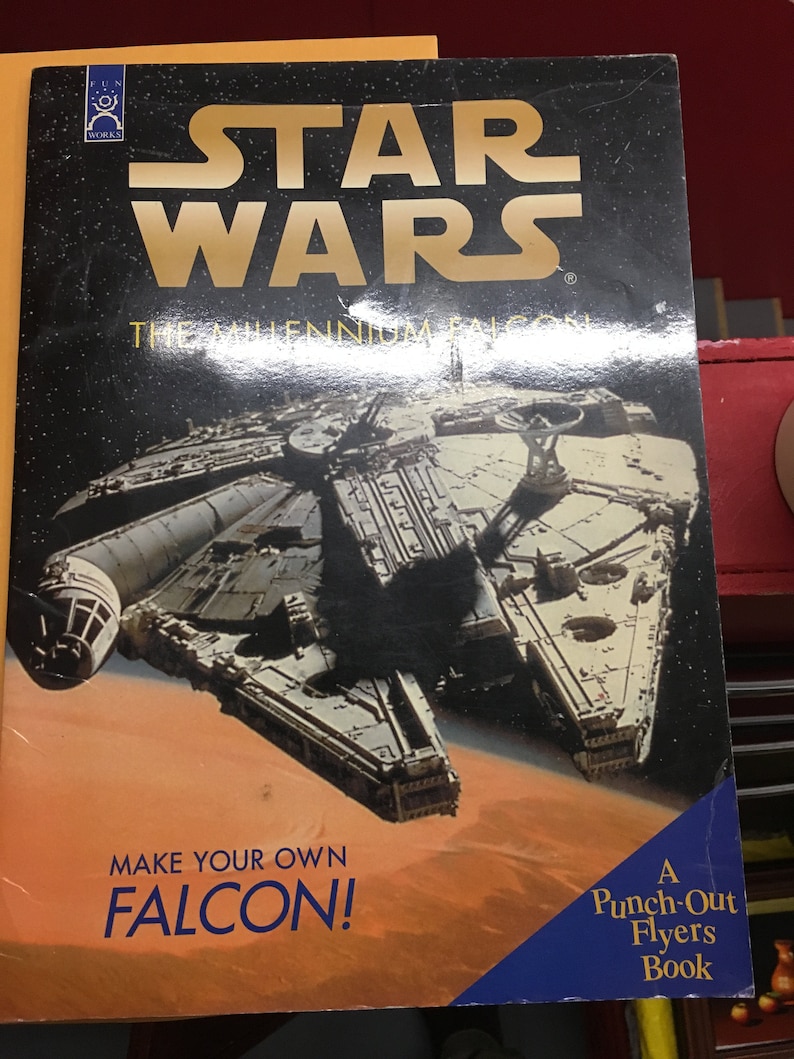 FUN
WORKS
STAR
WARS®
THE MILLENNIUM FALCON
MAKE YOUR OWN
FALCON!
A
Punch-Out
Flyers
Book